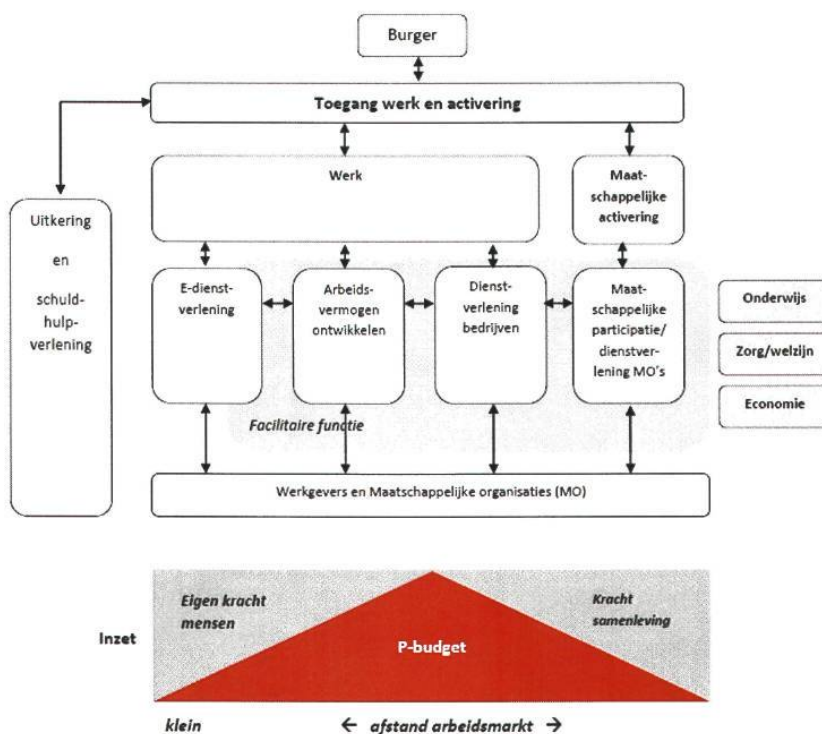 Burger
Toegang werk en activering
Uitkering
en
schuld-
hulp-
verlening
Werk
Maat-
schappelijke
activering
E-dienst-
verlening
Arbeids-
vermogen
ontwikkelen
Dienst-
verlening
bedrijven
Maat-
schappelijke
participatie/
dienstver-
lening MO's
Onderwijs
Zorg/welzijn
Economie
Facilitaire functie
Werkgevers en Maatschappelijke organisaties (MO)
Eigen kracht
mensen
Kracht
samenleving
Inzet
P-budget
klein ← afstand arbeidsmarkt →